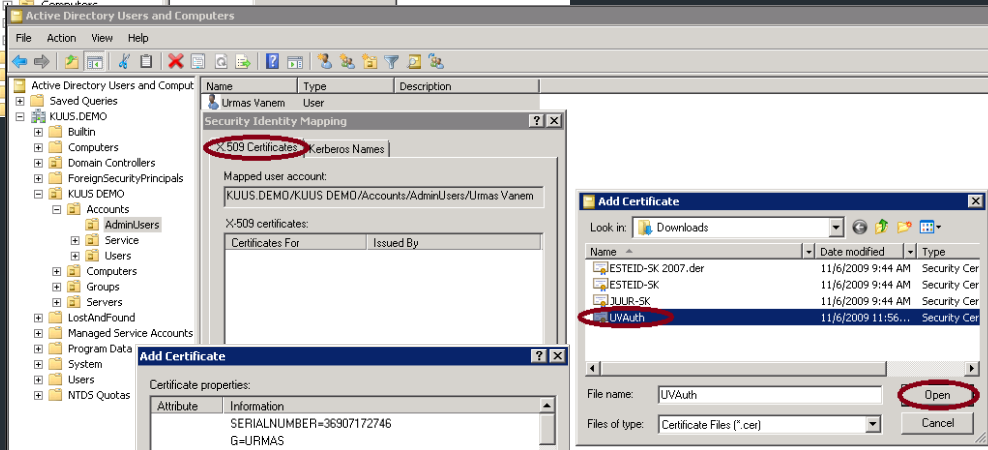 Computers
Active Directory Users and Computers
File Action View Help
Active Directory Users and Comput
Saved Queries
KUUS.DEMO
Builtin
Computers
Domain Controllers
ForeignSecurityPrincipals
KUUS DEMO
Accounts
AdminUsers
Service
Users
Computers
Groups
Servers
LostAndFound
Managed Service Accounts
Program Data
System
Users
NTDS Quotas
Name Type Description
Urmas Vanem User
Security Identity Mapping
X.509 Certificates Kerberos Names
Mapped user account:
KUUS.DEMO/KUUS DEMO/Accounts/AdminUsers/Urmas Vanem
X-509 certificates:
Certificates For Issued By
Add Certificate
Certificate properties:
Attribute Information
SERIALNUMBER=36907172746
G=URMAS
Add Certificate
Look in: Downloads
Name Date modified Type
ESTEID-SK 2007.der 11/6/2009 9:44 AM Security Cer
ESTEID-SK 11/6/2009 9:44 AM Security Cer
JUUR-SK 11/6/2009 9:44 AM Security Cer
UVAuth 11/6/2009 11:56... Security Cer
File name: UVAuth Open
Files of type: Certificate Files (*.cer) Cancel